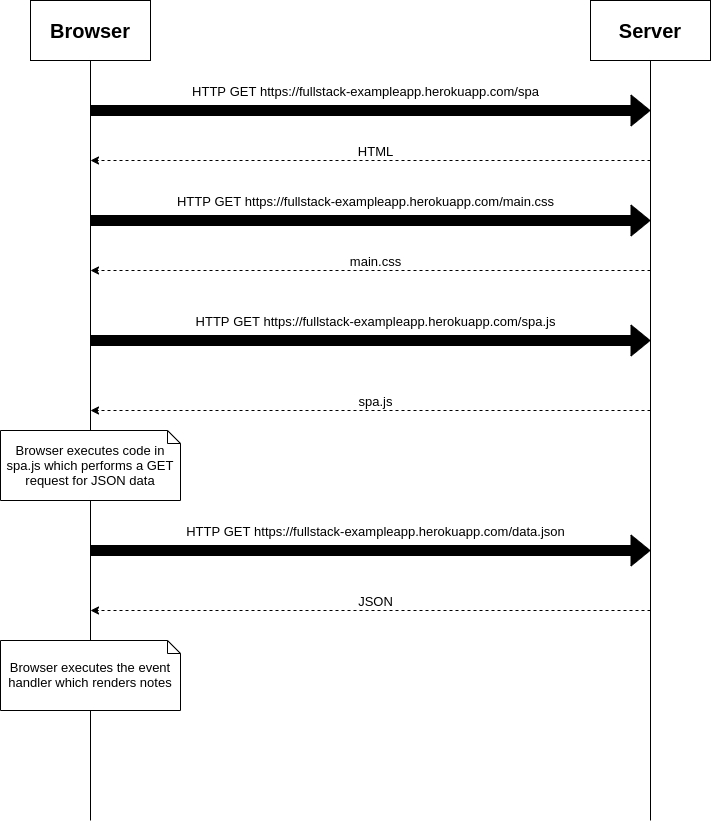 Browser
Server
HTTP GET https://fullstack-exampleapp.herokuapp.com/spa
HTML
HTTP GET https://fullstack-exampleapp.herokuapp.com/main.css
main.css
HTTP GET https://fullstack-exampleapp.herokuapp.com/spa.js
spa.js
Browser executes code in
spa.js which performs a GET
request for JSON data
HTTP GET https://fullstack-exampleapp.herokuapp.com/data.json
JSON
Browser executes the event
handler which renders notes